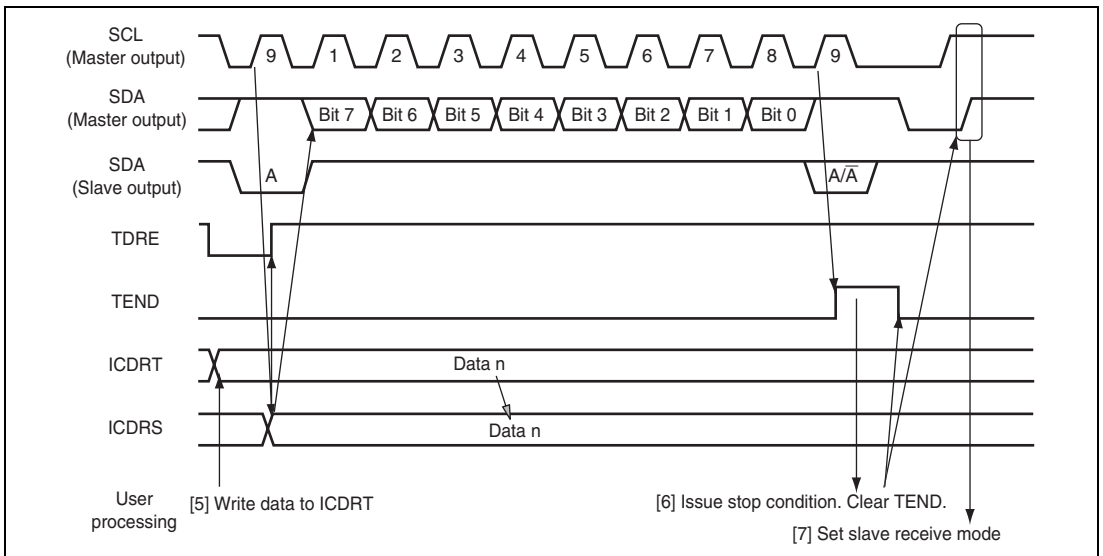 SCL
(Master output)
9 1 2 3 4 5 6 7 8 9
SDA
(Master output)
Bit 7 Bit 6 Bit 5 Bit 4 Bit 3 Bit 2 Bit 1 Bit 0
SDA
(Slave output)
A A/A̅
TDRE
TEND
ICDRT
Data n
ICDRS
Data n
User
processing
[5] Write data to ICDRT
[6] Issue stop condition. Clear TEND.
[7] Set slave receive mode